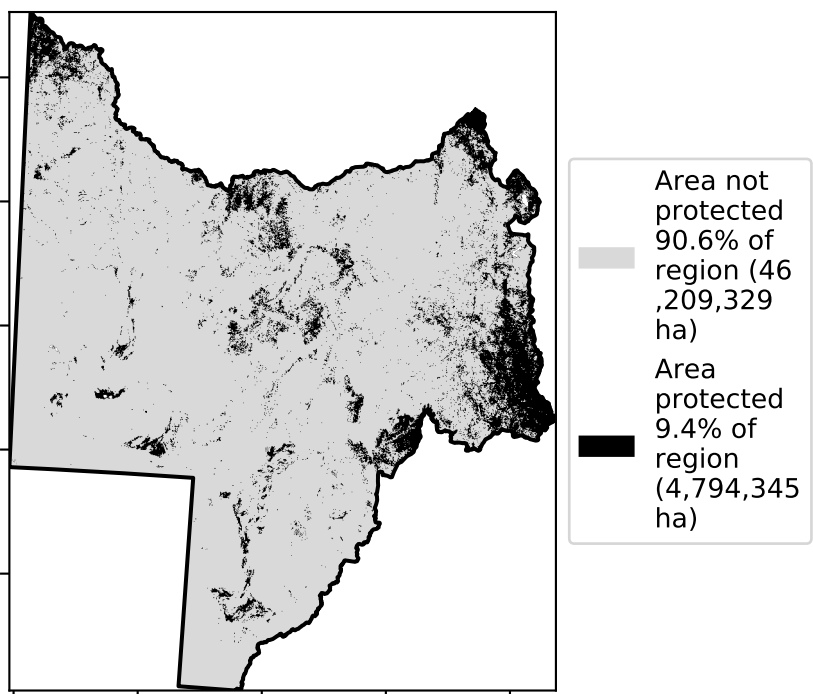 Area not
protected
90.6% of
region (46
,209,329
ha)
Area
protected
9.4% of
region
(4,794,345
ha)